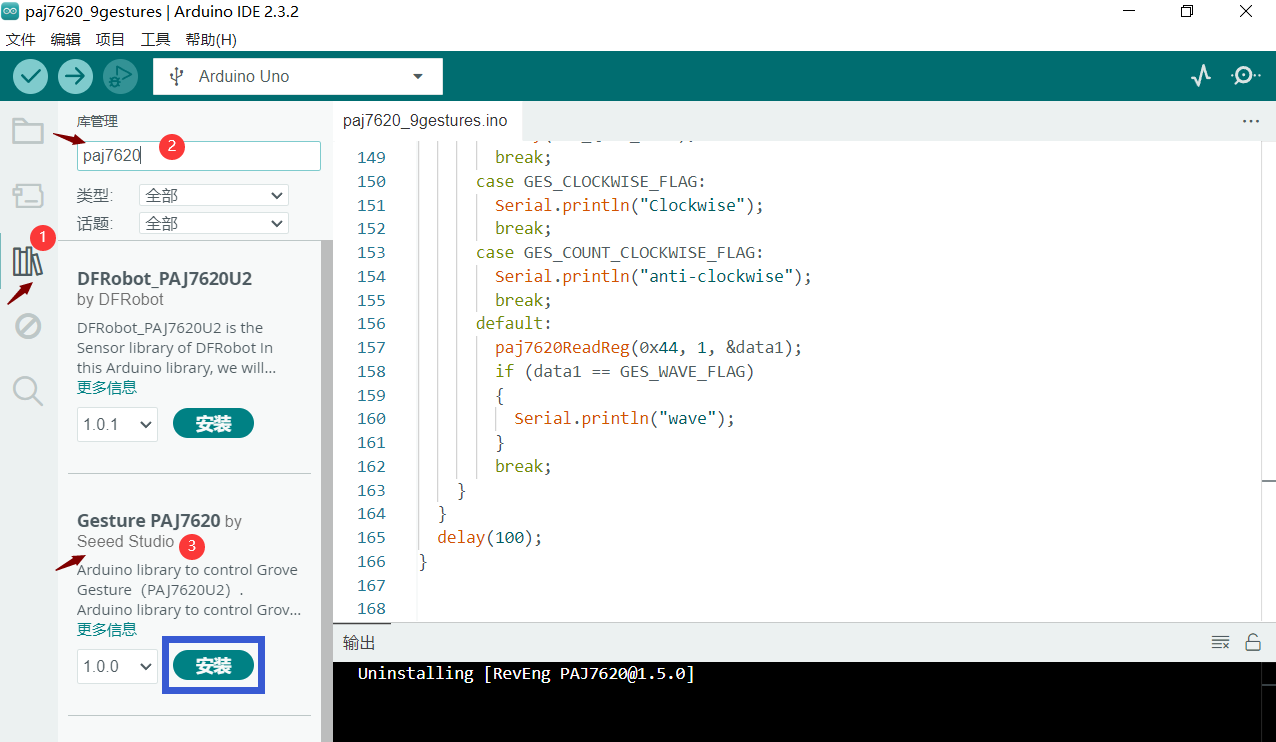 paj7620_9gestures | Arduino IDE 2.3.2
文件 编辑 项目 工具 帮助(H)
Arduino Uno
库管理
2
paj7620
类型: 全部
话题: 全部
1
DFRobot_PAJ7620U2
by DFRobot
DFRobot_PAJ7620U2 is the
Sensor library of DFRobot In
this Arduino library, we will...
更多信息
1.0.1 安装
Gesture PAJ7620 by
Seeed Studio
3
Arduino library to control Grove
Gesture（PAJ7620U2）.
Arduino library to control Grov...
更多信息
1.0.0 安装
paj7620_9gestures.ino
149 break;
150 case GES_CLOCKWISE_FLAG:
151 Serial.println("Clockwise");
152 break;
153 case GES_COUNT_CLOCKWISE_FLAG:
154 Serial.println("anti-clockwise");
155 break;
156 default:
157 paj7620ReadReg(0x44, 1, &data1);
158 if (data1 == GES_WAVE_FLAG)
159 {
160 Serial.println("wave");
161 }
162 break;
163 }
164 }
165 delay(100);
166 }
167
168
输出
Uninstalling [RevEng PAJ7620@1.5.0]